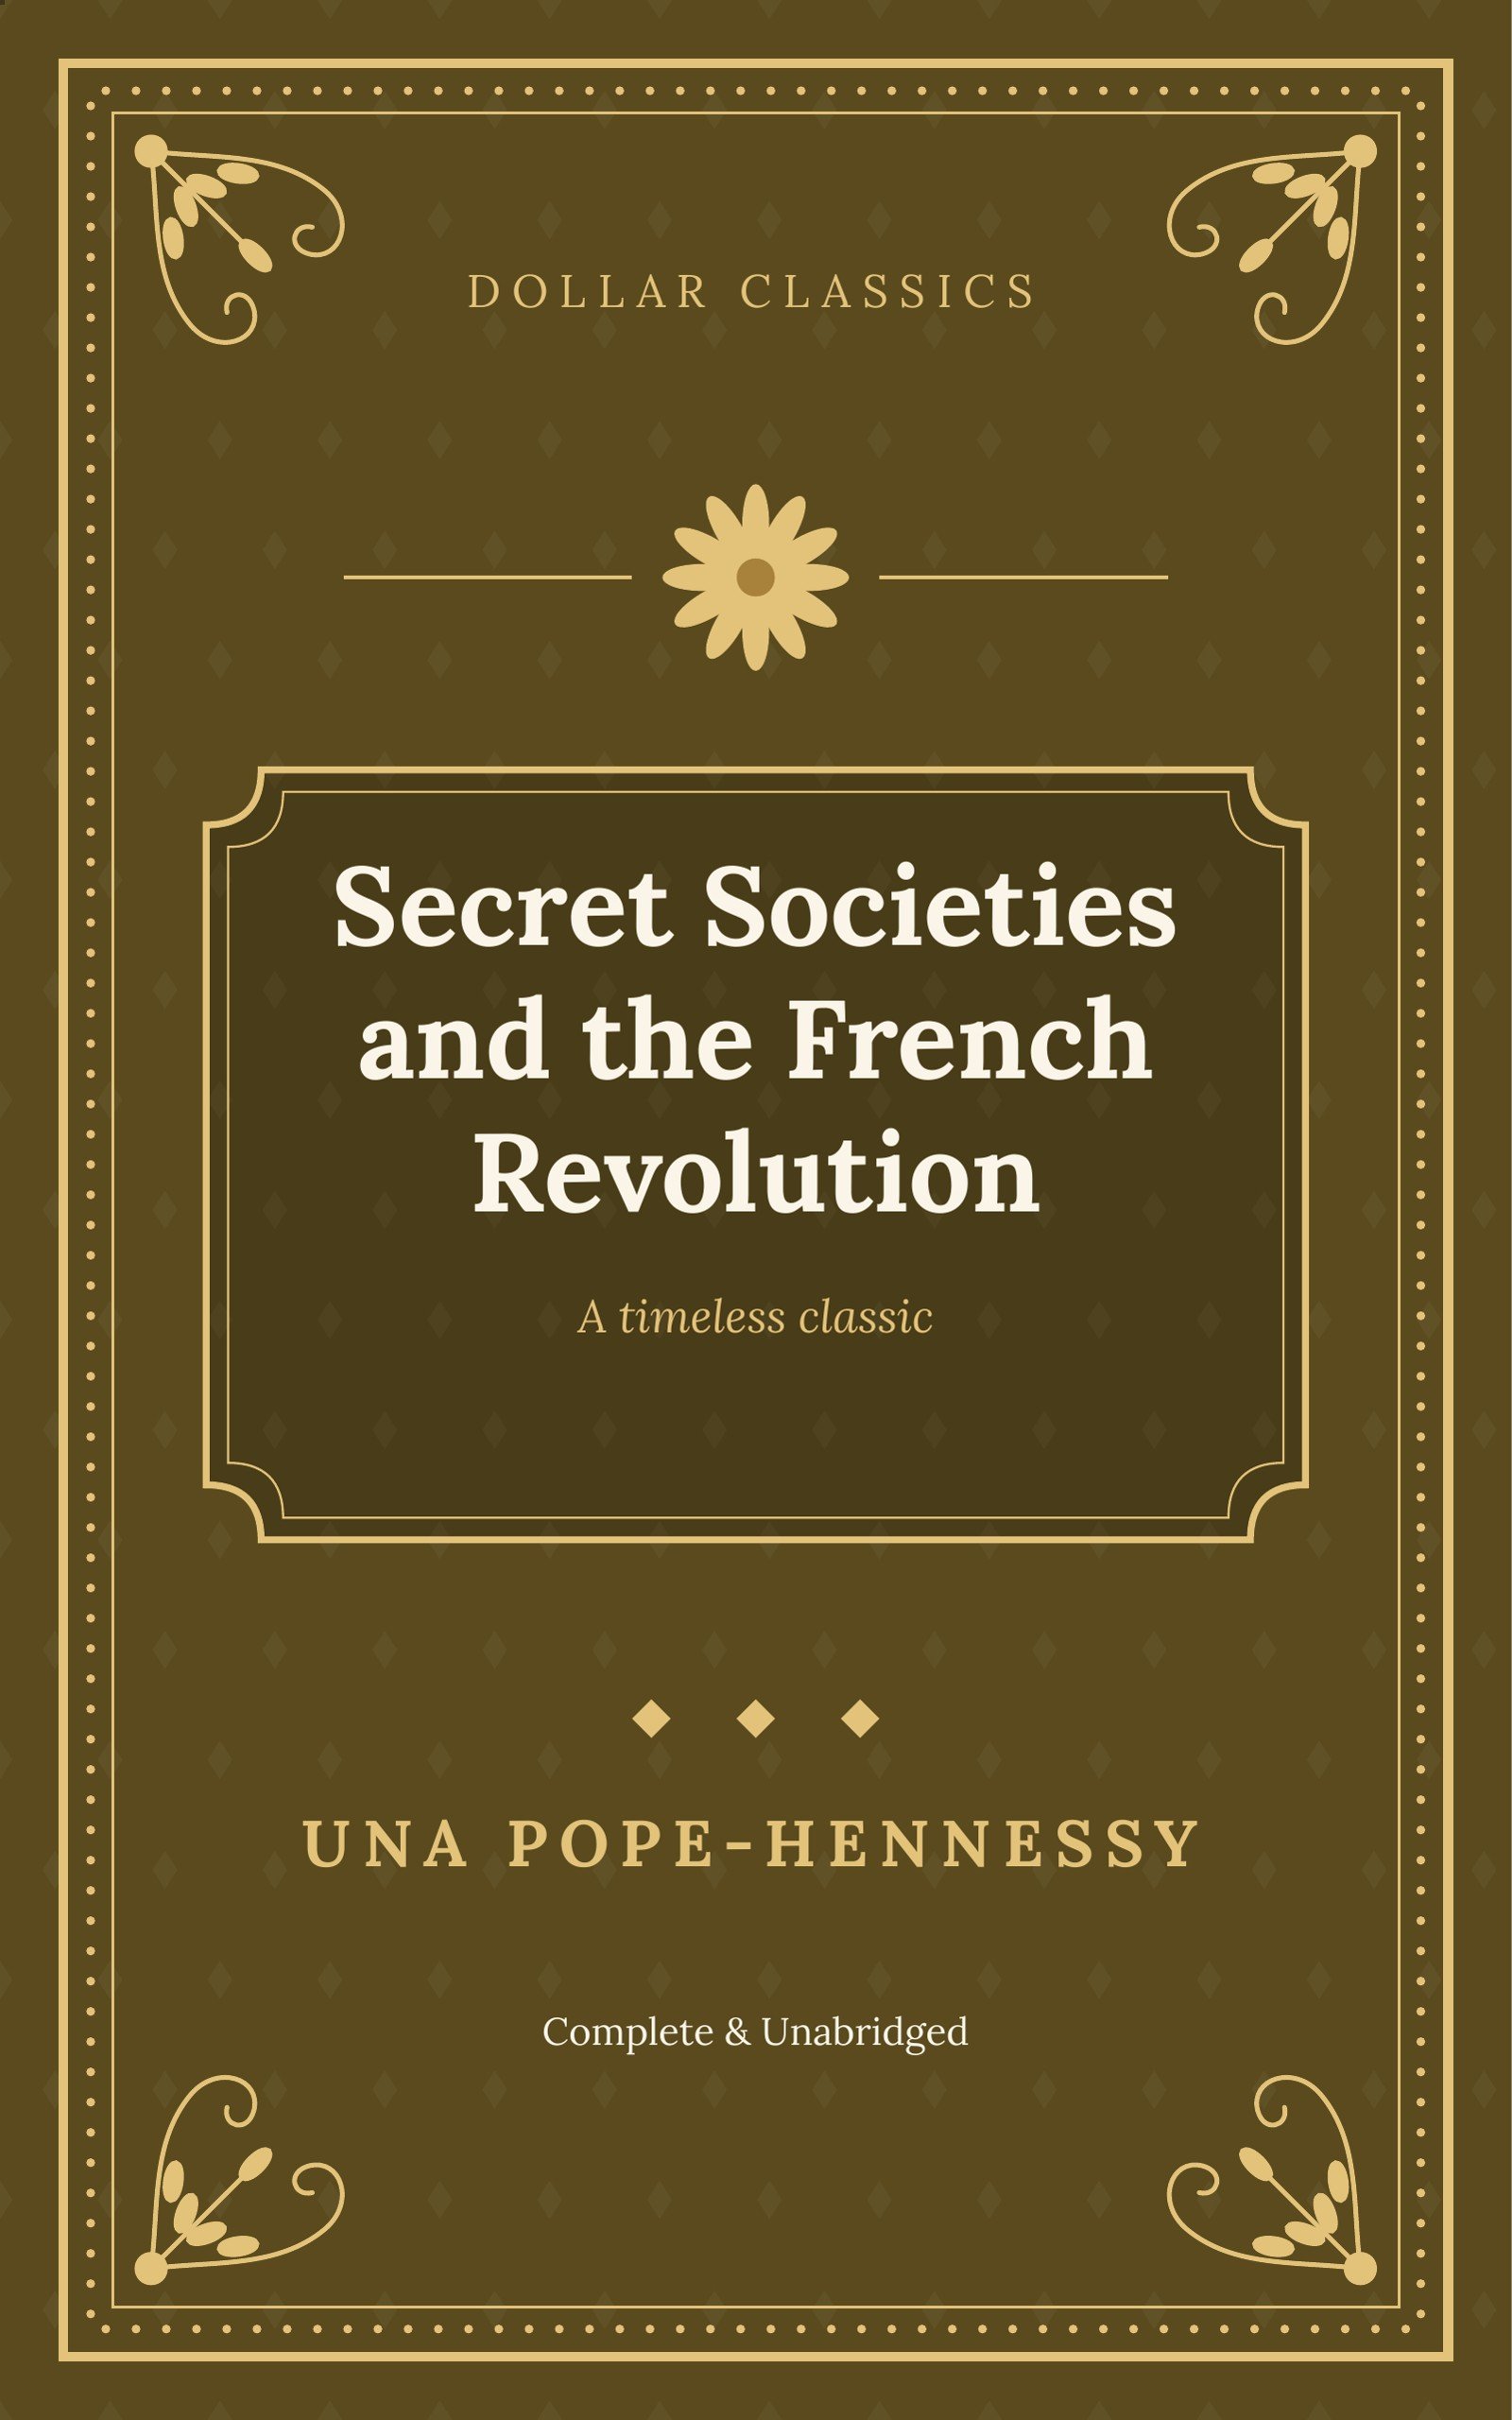 DOLLAR CLASSICS
Secret Societies
and the French
Revolution
A timeless classic
UNA POPE-HENNESSY
Complete & Unabridged